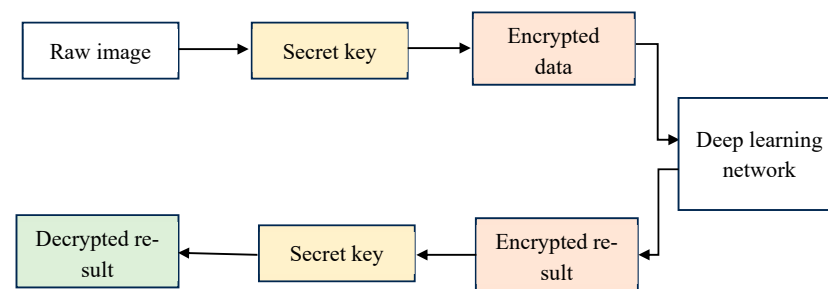 Raw image
Secret key
Encrypted
data
Deep learning
network
Decrypted re-
sult
Secret key
Encrypted re-
sult